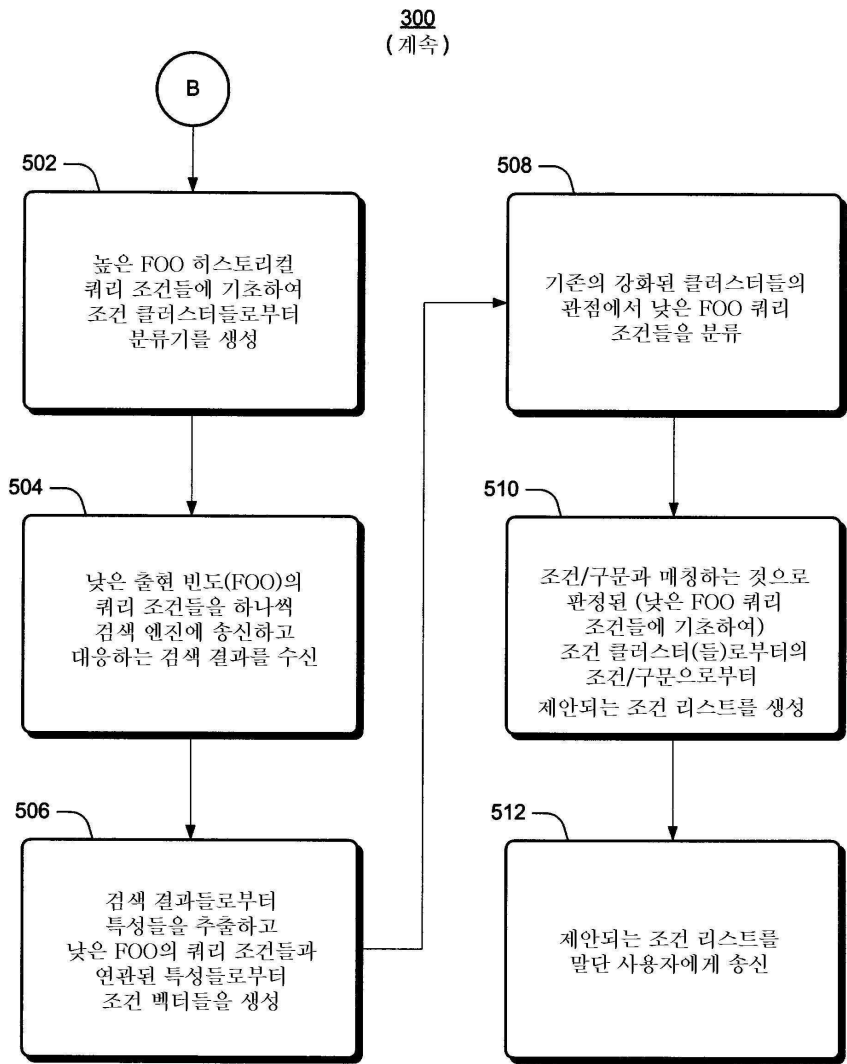 300
(계속)
B
502
높은 FOO 히스토리컬
쿼리 조건들에 기초하여
조건 클러스터들로부터
분류기를 생성
504
낮은 출현 빈도(FOO)의
쿼리 조건들을 하나씩
검색 엔진에 송신하고
대응하는 검색 결과를 수신
506
검색 결과들로부터
특성들을 추출하고
낮은 FOO의 쿼리 조건들과
연관된 특성들로부터
조건 벡터들을 생성
508
기존의 강화된 클러스터들의
관점에서 낮은 FOO 쿼리
조건들을 분류
510
조건/구문과 매칭하는 것으로
판정된 (낮은 FOO 쿼리
조건들에 기초하여)
조건 클러스터(들)로부터의
조건/구문으로부터
제안되는 조건 리스트를 생성
512
제안되는 조건 리스트를
말단 사용자에게 송신